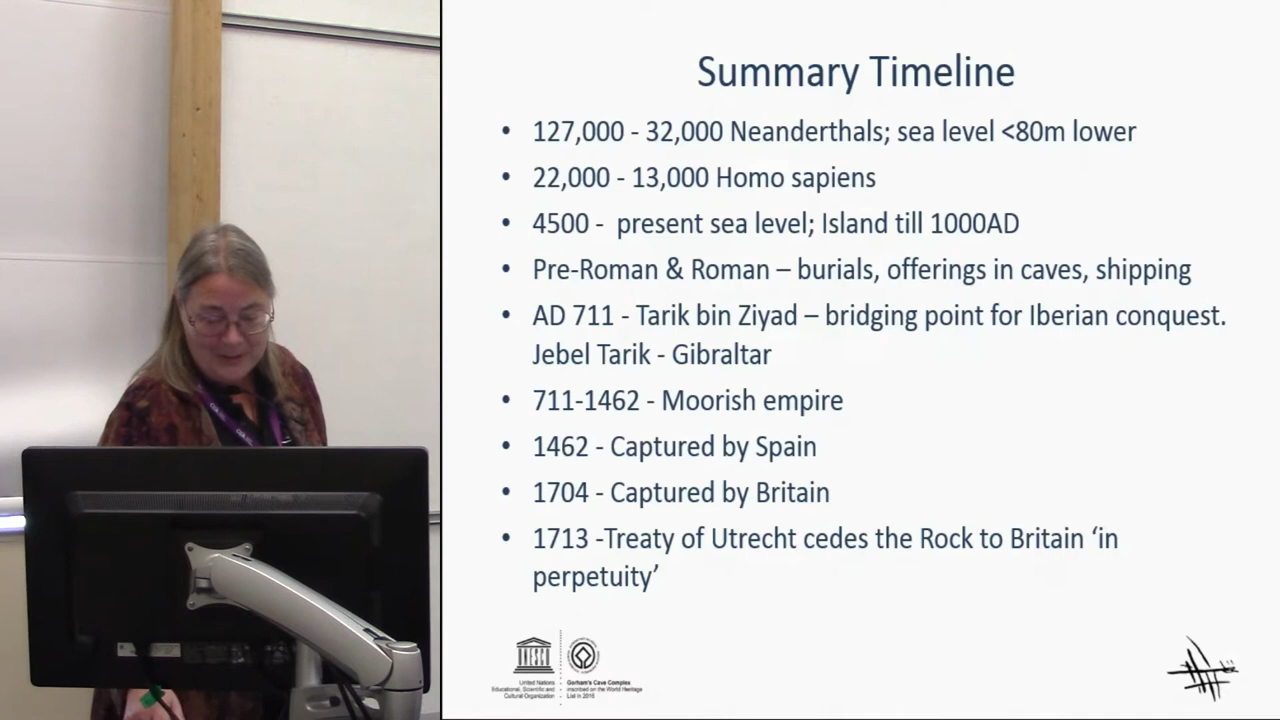 Summary Timeline
• 127,000 - 32,000 Neanderthals; sea level <80m lower
• 22,000 - 13,000 Homo sapiens
• 4500 - present sea level; Island till 1000AD
• Pre-Roman & Roman – burials, offerings in caves, shipping
• AD 711 - Tarik bin Ziyad – bridging point for Iberian conquest.
Jebel Tarik - Gibraltar
• 711-1462 - Moorish empire
• 1462 - Captured by Spain
• 1704 - Captured by Britain
• 1713 -Treaty of Utrecht cedes the Rock to Britain ‘in
perpetuity’
UNESCO
United Nations
Educational, Scientific and
Cultural Organization
Gorham's Cave Complex
inscribed on the World Heritage
List in 2016